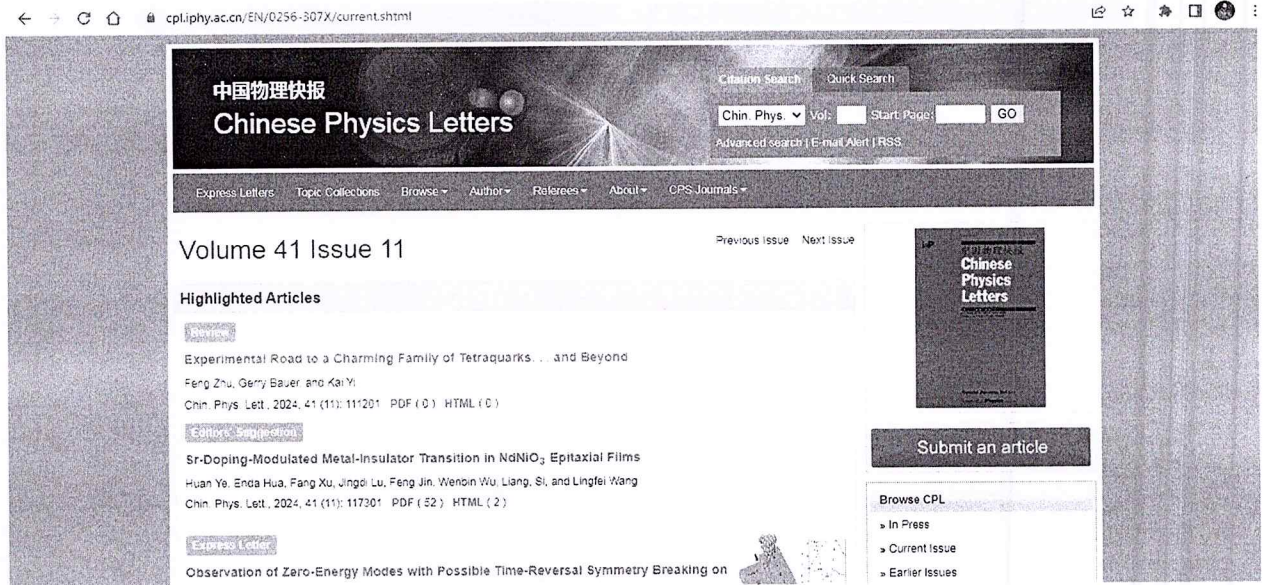 cpl.iphy.ac.cn/EN/0256-307X/current.shtml
中国物理快报
Chinese Physics Letters
Citation Search Quick Search
Chin. Phys. Vol: Start Page: GO
Advanced search | E-mail Alert | RSS
Express Letters Topic Collections Browse Author Referees About CPS Journals
Volume 41 Issue 11
Previous Issue Next Issue
Highlighted Articles
Review
Experimental Road to a Charming Family of Tetraquarks. . . and Beyond
Feng Zhu, Gerry Bauer, and Kai Yi
Chin. Phys. Lett., 2024, 41 (11): 111201 PDF ( 0 ) HTML ( 0 )
Editors' Suggestion
Sr-Doping-Modulated Metal-Insulator Transition in NdNiO3 Epitaxial Films
Huan Ye, Enda Hua, Fang Xu, Jingdi Lu, Feng Jin, Wenbin Wu, Liang, Si, and Lingfei Wang
Chin. Phys. Lett., 2024, 41 (11): 117301 PDF ( 52 ) HTML ( 2 )
Express Letter
Observation of Zero-Energy Modes with Possible Time-Reversal Symmetry Breaking on
中国物理快报
Chinese
Physics
Letters
Submit an article
Browse CPL
» In Press
» Current Issue
» Earlier Issues